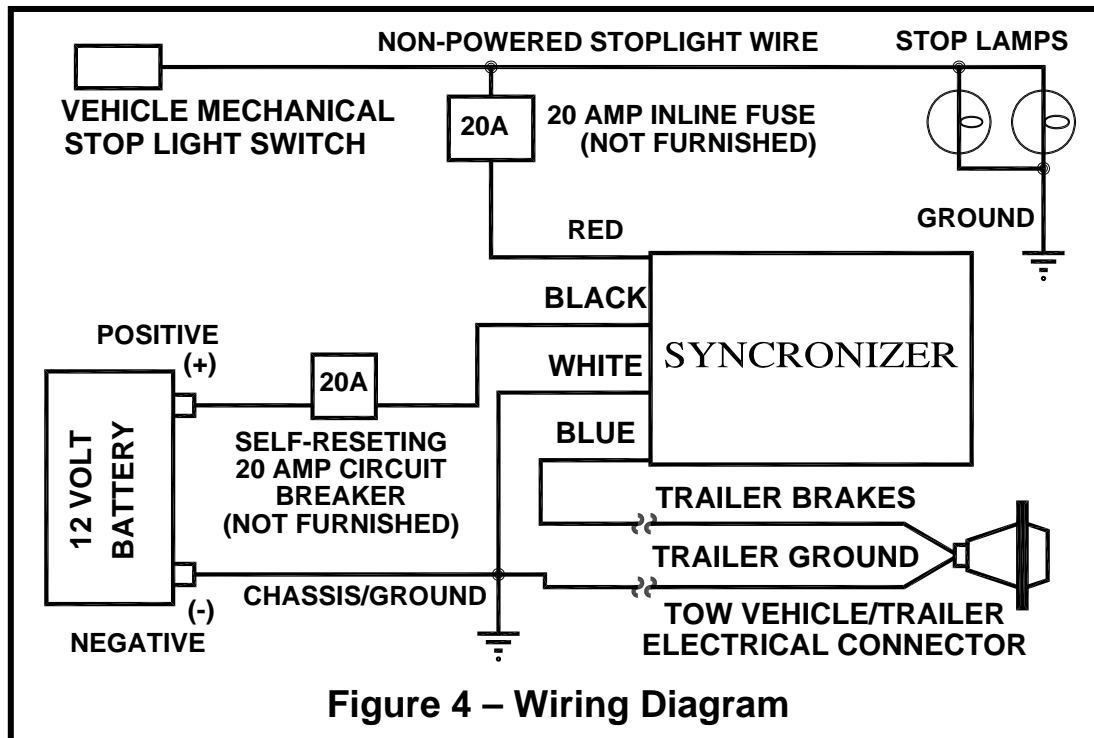 NON-POWERED STOPLIGHT WIRE
STOP LAMPS
VEHICLE MECHANICAL
STOP LIGHT SWITCH
20A
20 AMP INLINE FUSE
(NOT FURNISHED)
GROUND
RED
BLACK
WHITE
BLUE
SYNCRONIZER
POSITIVE
(+)
20A
12 VOLT
BATTERY
SELF-RESETING
20 AMP CIRCUIT
BREAKER
(NOT FURNISHED)
TRAILER BRAKES
TRAILER GROUND
CHASSIS/GROUND
(-)
NEGATIVE
TOW VEHICLE/TRAILER
ELECTRICAL CONNECTOR
Figure 4 – Wiring Diagram